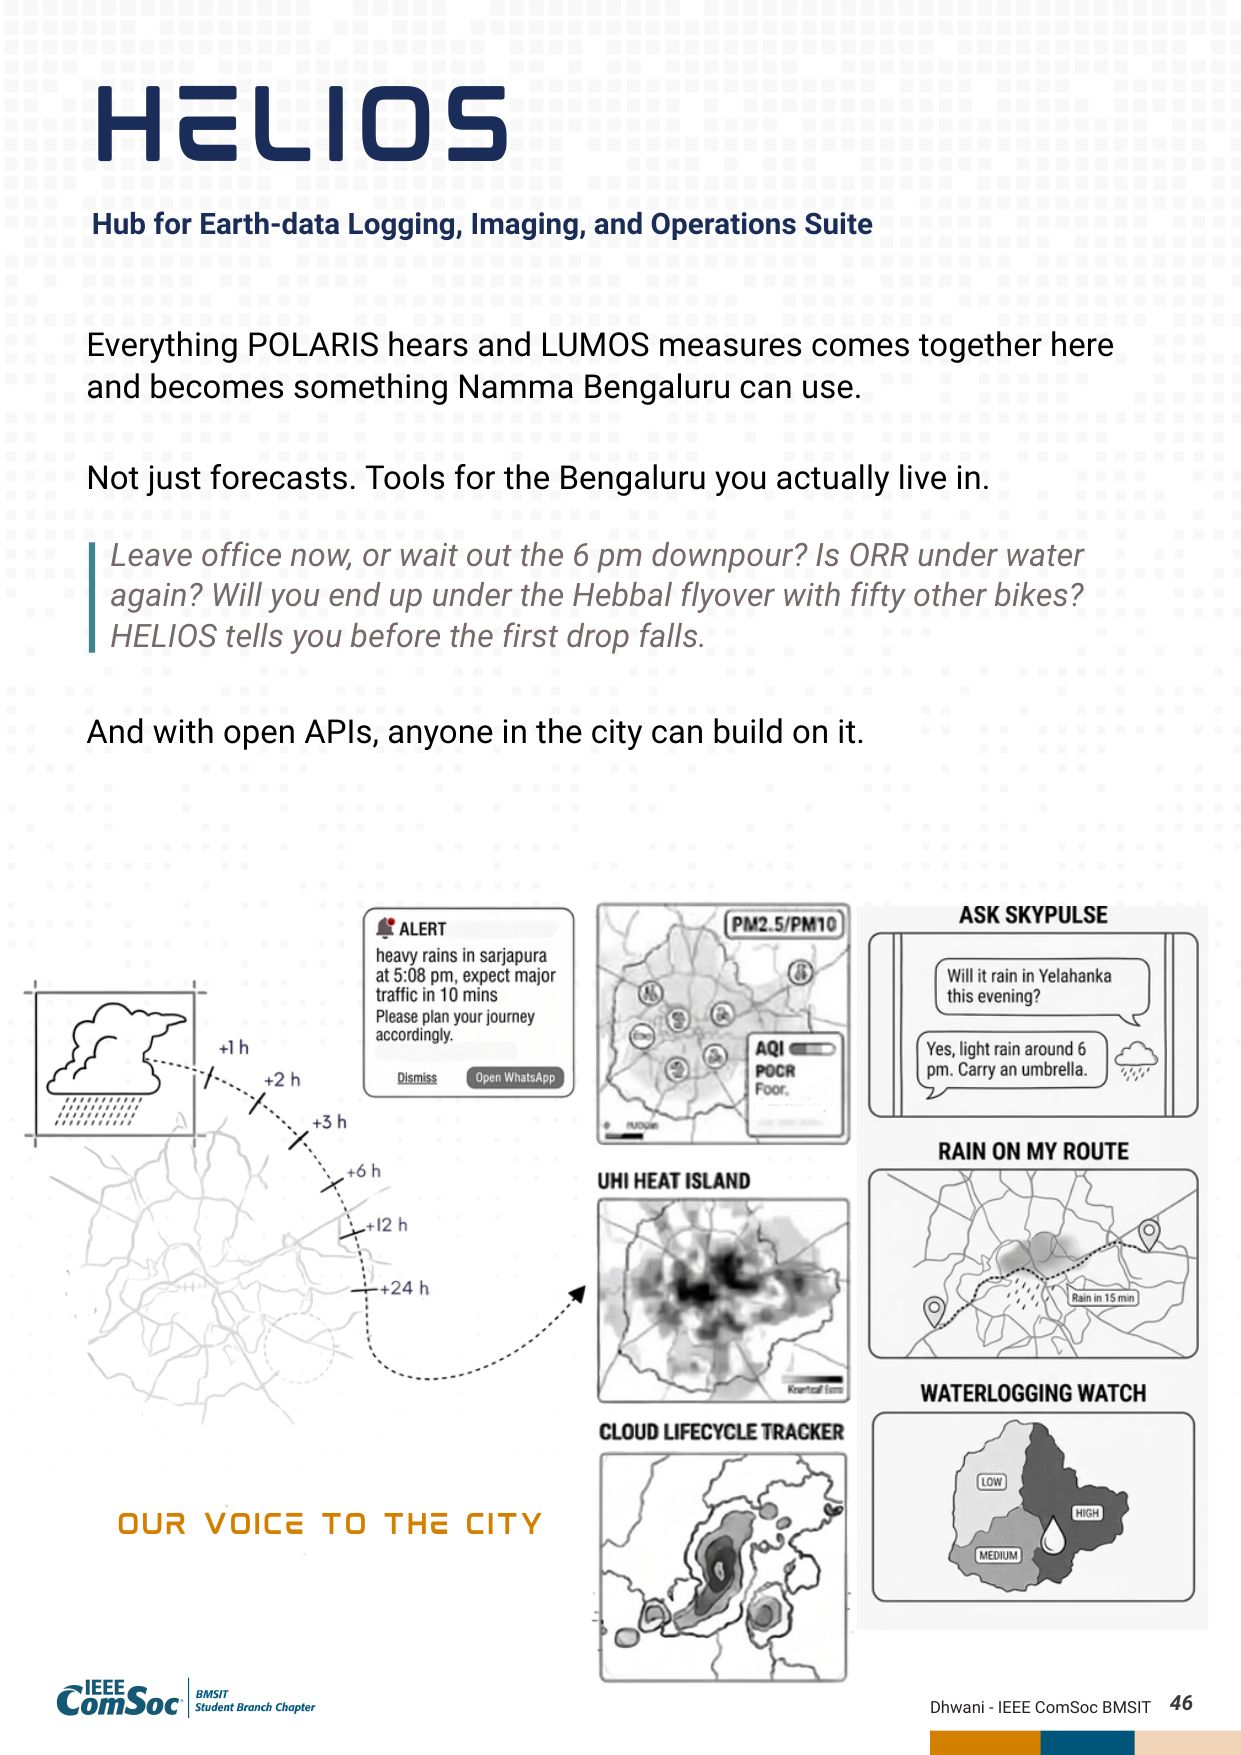 HELIOS
Hub for Earth-data Logging, Imaging, and Operations Suite
Everything POLARIS hears and LUMOS measures comes together here
and becomes something Namma Bengaluru can use.
Not just forecasts. Tools for the Bengaluru you actually live in.
Leave office now, or wait out the 6 pm downpour? Is ORR under water
again? Will you end up under the Hebbal flyover with fifty other bikes?
HELIOS tells you before the first drop falls.
And with open APIs, anyone in the city can build on it.
+1 h
+2 h
+3 h
+6 h
+12 h
+24 h
ALERT
heavy rains in sarjapura
at 5:08 pm, expect major
traffic in 10 mins
Please plan your journey
accordingly.
Dismiss
Open WhatsApp
PM2.5/PM10
AQI
POCR
Foor.
UHI HEAT ISLAND
CLOUD LIFECYCLE TRACKER
ASK SKYPULSE
Will it rain in Yelahanka
this evening?
Yes, light rain around 6
pm. Carry an umbrella.
RAIN ON MY ROUTE
Rain in 15 min
WATERLOGGING WATCH
LOW
HIGH
MEDIUM
OUR VOICE TO THE CITY
IEEE
ComSoc
BMSIT
Student Branch Chapter
Dhwani - IEEE ComSoc BMSIT 46